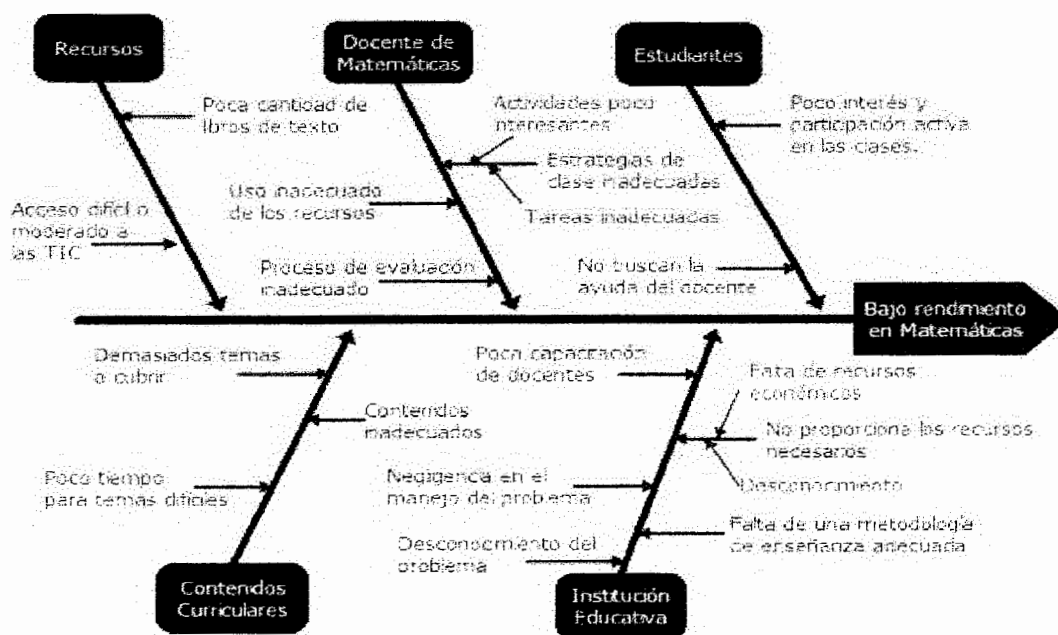 Recursos
Docente de
Matemáticas
Estudiantes
Poca cantidad de
libros de texto
Acceso difícil o
moderado a
las TIC
Actividades poco
interesantes
Estrategias de
clase inadecuadas
Tareas inadecuadas
Uso inadecuado
de los recursos
Proceso de evaluación
inadecuado
Poco interés y
participación activa
en las clases.
No buscan la
ayuda del docente
Bajo rendimiento
en Matemáticas
Demasiados temas
a cubrir
Contenidos
inadecuados
Poco tiempo
para temas difíciles
Contenidos
Curriculares
Poca capacitación
de docentes
Falta de recursos
económicos
No proporciona los recursos
necesarios
Desconocimiento
Negligencia en el
manejo del problema
Falta de una metodología
de enseñanza adecuada
Desconocimiento del
problema
Institución
Educativa